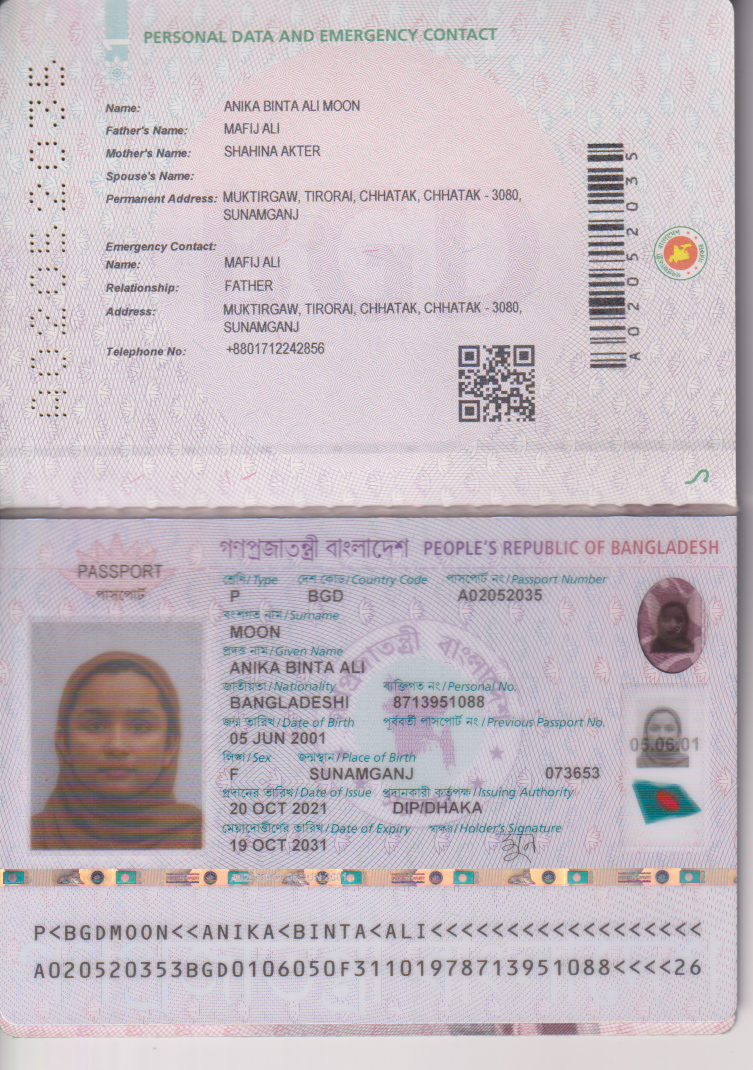 PERSONAL DATA AND EMERGENCY CONTACT
Name: ANIKA BINTA ALI MOON
Father's Name: MAFIJ ALI
Mother's Name: SHAHINA AKTER
Spouse's Name:
Permanent Address: MUKTIRGAW, TIRORAI, CHHATAK, CHHATAK - 3080,
SUNAMGANJ
Emergency Contact:
Name: MAFIJ ALI
Relationship: FATHER
Address: MUKTIRGAW, TIRORAI, CHHATAK, CHHATAK - 3080,
SUNAMGANJ
Telephone No: +8801712242856
A02052035
A02052035
গণপ্রজাতন্ত্রী বাংলাদেশ PEOPLE'S REPUBLIC OF BANGLADESH
PASSPORT
পাসপোর্ট
শ্রেণি/Type দেশ কোড/Country Code পাসপোর্ট নং/Passport Number
P BGD A02052035
বংশগত নাম/Surname
MOON
প্রদত্ত নাম/Given Name
ANIKA BINTA ALI
জাতীয়তা/Nationality ব্যক্তিগত নং/Personal No.
BANGLADESHI 8713951088
জন্ম তারিখ/Date of Birth পূর্ববর্তী পাসপোর্ট নং/Previous Passport No.
05 JUN 2001
05.06.01
লিঙ্গ/Sex জন্মস্থান/Place of Birth
F SUNAMGANJ 073653
প্রদানের তারিখ/Date of Issue প্রদানকারী কর্তৃপক্ষ/Issuing Authority
20 OCT 2021 DIP/DHAKA
মেয়াদোত্তীর্ণের তারিখ/Date of Expiry স্বাক্ষর/Holder's Signature
19 OCT 2031
P<BGDMOON<<ANIKA<BINTA<ALI<<<<<<<<<<<<<<<<<<
A020520353BGD0106050F31101978713951088<<<<26